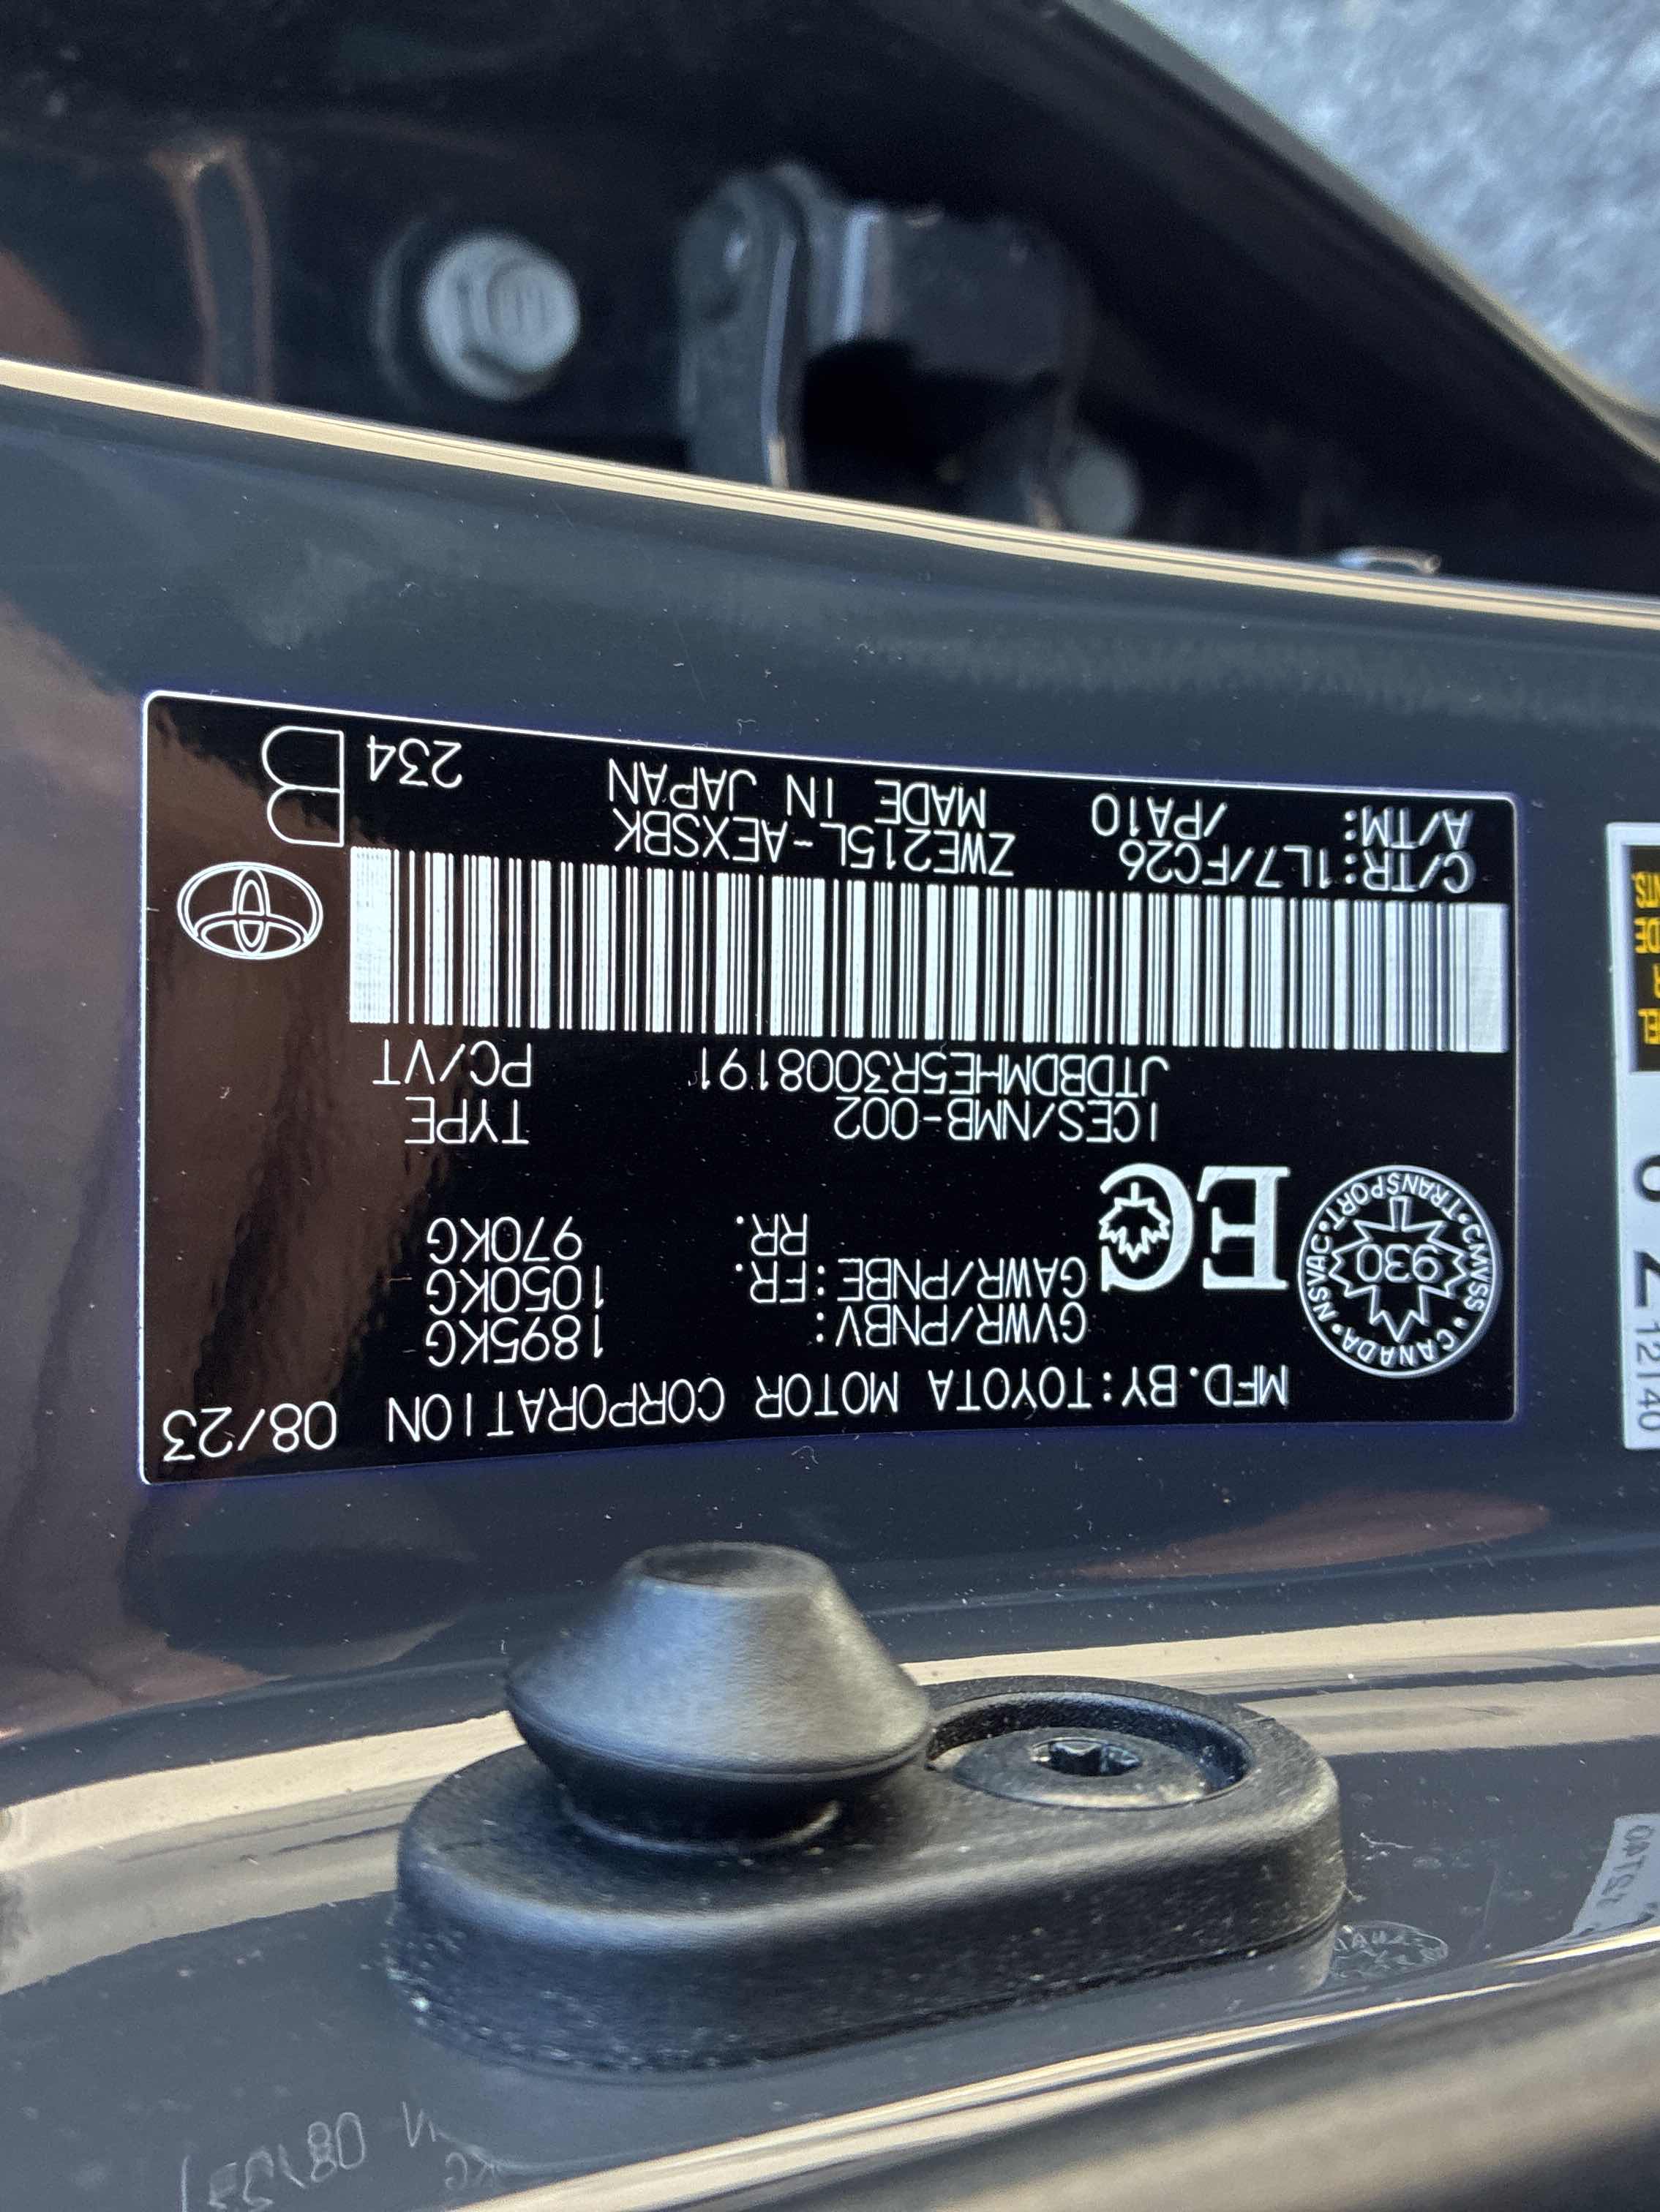 MFD.BY:TOYOTA MOTOR CORPORATION 08/23
GVWR/PNBV: 1895KG
GAWR/PNBE:FR. 1050KG
RR. 970KG
CANADA • NSVAC • TRANSPORT • CMVSS
930
EC
ICES/NMB-002 TYPE
JTDBDMHE5R3008191 PC/VT
C/TR:1L7/FC26 ZWE215L-AEXSBK
A/TM: /PA10 MADE IN JAPAN
234 B
12140